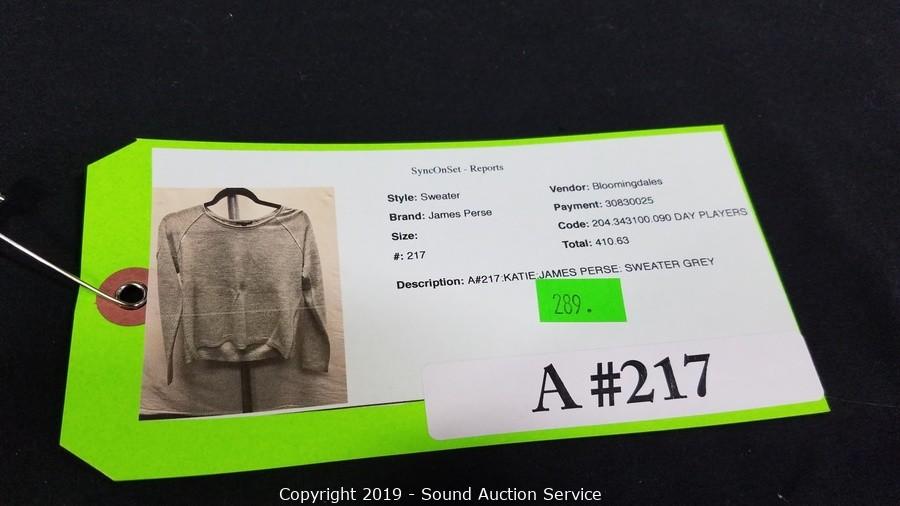 SyncOnSet - Reports
Style: Sweater
Brand: James Perse
Size:
#: 217
Vendor: Bloomingdales
Payment: 30830025
Code: 204.343100.090 DAY PLAYERS
Total: 410.63
Description: A#217:KATIE:JAMES PERSE: SWEATER GREY
289.
A #217
Copyright 2019 - Sound Auction Service